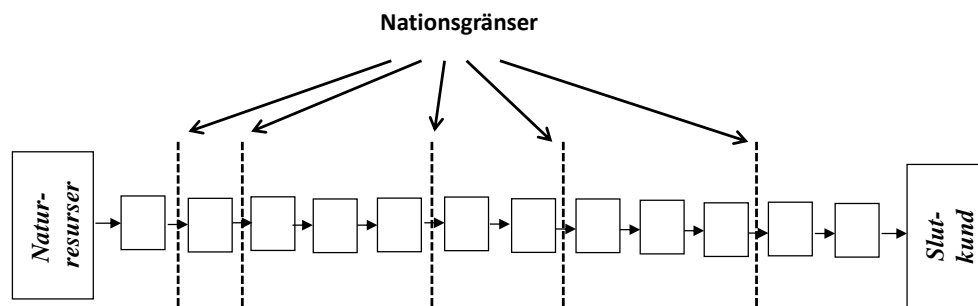 Nationsgränser
Natur-
resurser
Slut-
kund